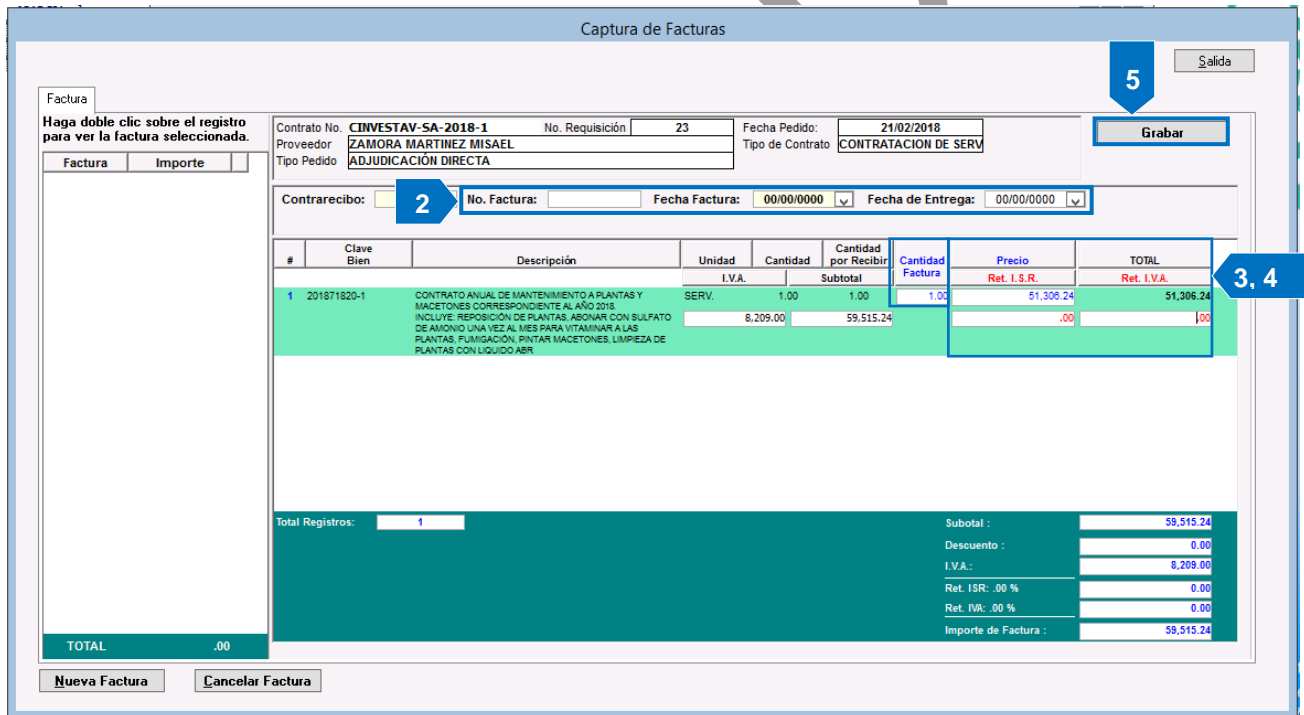 Captura de Facturas
Salida
5
Factura
Haga doble clic sobre el registro
para ver la factura seleccionada.
Factura Importe
Contrato No. CINVESTAV-SA-2018-1 No. Requisición 23 Fecha Pedido: 21/02/2018
Proveedor ZAMORA MARTINEZ MISAEL Tipo de Contrato CONTRATACION DE SERV
Tipo Pedido ADJUDICACIÓN DIRECTA
Grabar
Contrarecibo: 2 No. Factura: Fecha Factura: 00/00/0000 Fecha de Entrega: 00/00/0000
# Clave Bien Descripción Unidad Cantidad Cantidad por Recibir Cantidad Factura Precio TOTAL
I.V.A. Subtotal Ret. I.S.R. Ret. I.V.A.
3, 4
1 201871820-1 CONTRATO ANUAL DE MANTENIMIENTO A PLANTAS Y SERV. 1.00 1.00 1.00 51,306.24 51,306.24
MACETONES CORRESPONDIENTE AL AÑO 2018.
INCLUYE: REPOSICIÓN DE PLANTAS, ABONAR CON SULFATO 8,209.00 59,515.24 .00 .00
DE AMONIO UNA VEZ AL MES PARA VITAMINAR A LAS
PLANTAS, FUMIGACIÓN, PINTAR MACETONES, LIMPIEZA DE
PLANTAS CON LIQUIDO ABR
Total Registros: 1 Subotal : 59,515.24
Descuento : 0.00
I.V.A.: 8,209.00
Ret. ISR: .00 % 0.00
Ret. IVA: .00 % 0.00
Importe de Factura : 59,515.24
TOTAL .00
Nueva Factura Cancelar Factura